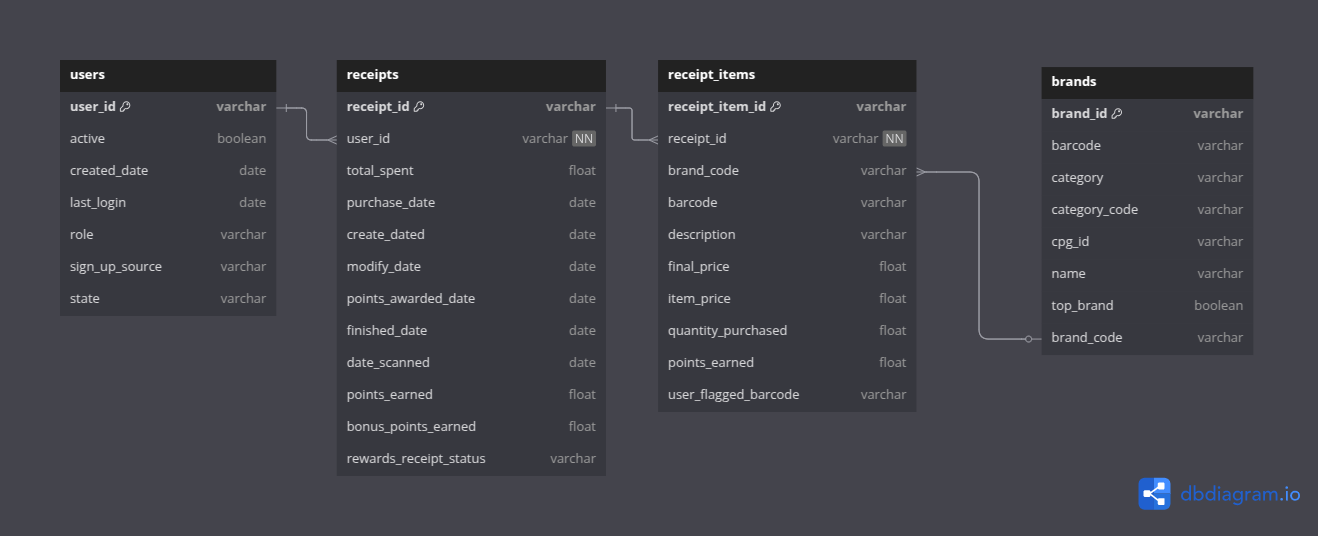 users
user_id varchar
active boolean
created_date date
last_login date
role varchar
sign_up_source varchar
state varchar
receipts
receipt_id varchar
user_id varchar NN
total_spent float
purchase_date date
create_dated date
modify_date date
points_awarded_date date
finished_date date
date_scanned date
points_earned float
bonus_points_earned float
rewards_receipt_status varchar
receipt_items
receipt_item_id varchar
receipt_id varchar NN
brand_code varchar
barcode varchar
description varchar
final_price float
item_price float
quantity_purchased float
points_earned float
user_flagged_barcode varchar
brands
brand_id varchar
barcode varchar
category varchar
category_code varchar
cpg_id varchar
name varchar
top_brand boolean
brand_code varchar
dbdiagram.io